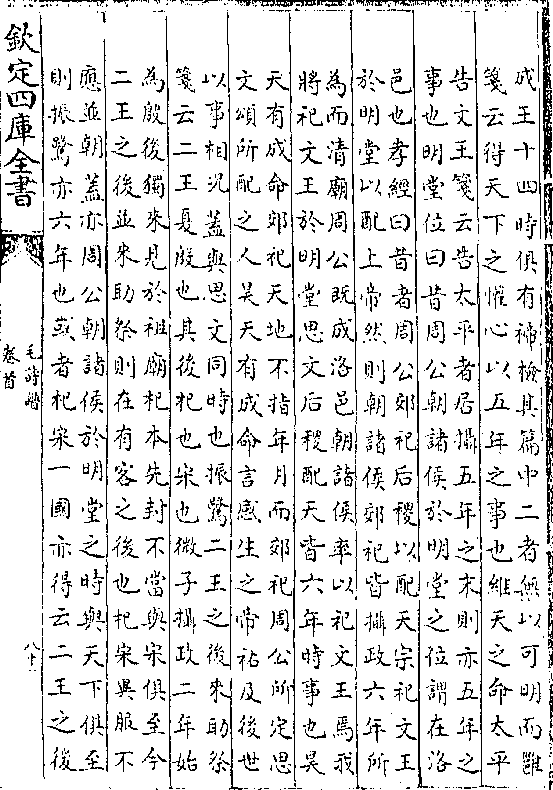 成王十四時俱有禘檢其篇中二者無以可明而雝
箋云得天下之懽心以五年之事也維天之命太平
告文王箋云告太平者居攝五年之末則亦五年之
事也明堂位曰昔周公朝諸侯於明堂之位謂在洛
邑也孝經曰昔者周公郊祀后稷以配天宗祀文王
於明堂以配上帝然則朝諸侯郊祀皆攝政六年所
為而清廟周公既成洛邑朝諸侯率以祀文王焉我
將祀文王於明堂思文后稷配天皆六年時事也昊
天有成命郊祀天地不指年月而郊祀周公所定思
文頌所配之人昊天有成命言感生之帝祐及後世
以事相況蓋與思文同時也振鷺二王之後來助祭
箋云二王夏殷也其後杞也宋也微子攝政二年始
為殷後獨來見於祖廟杞本先封不當與宋俱至今
二王之後並來助祭則在有客之後也杞宋異服不
應並朝蓋亦周公朝諸侯於明堂之時與天下俱至
則振鷺亦六年也或者杞宋一國亦得云二王之後
欽定四庫全書
毛詩譜
卷首